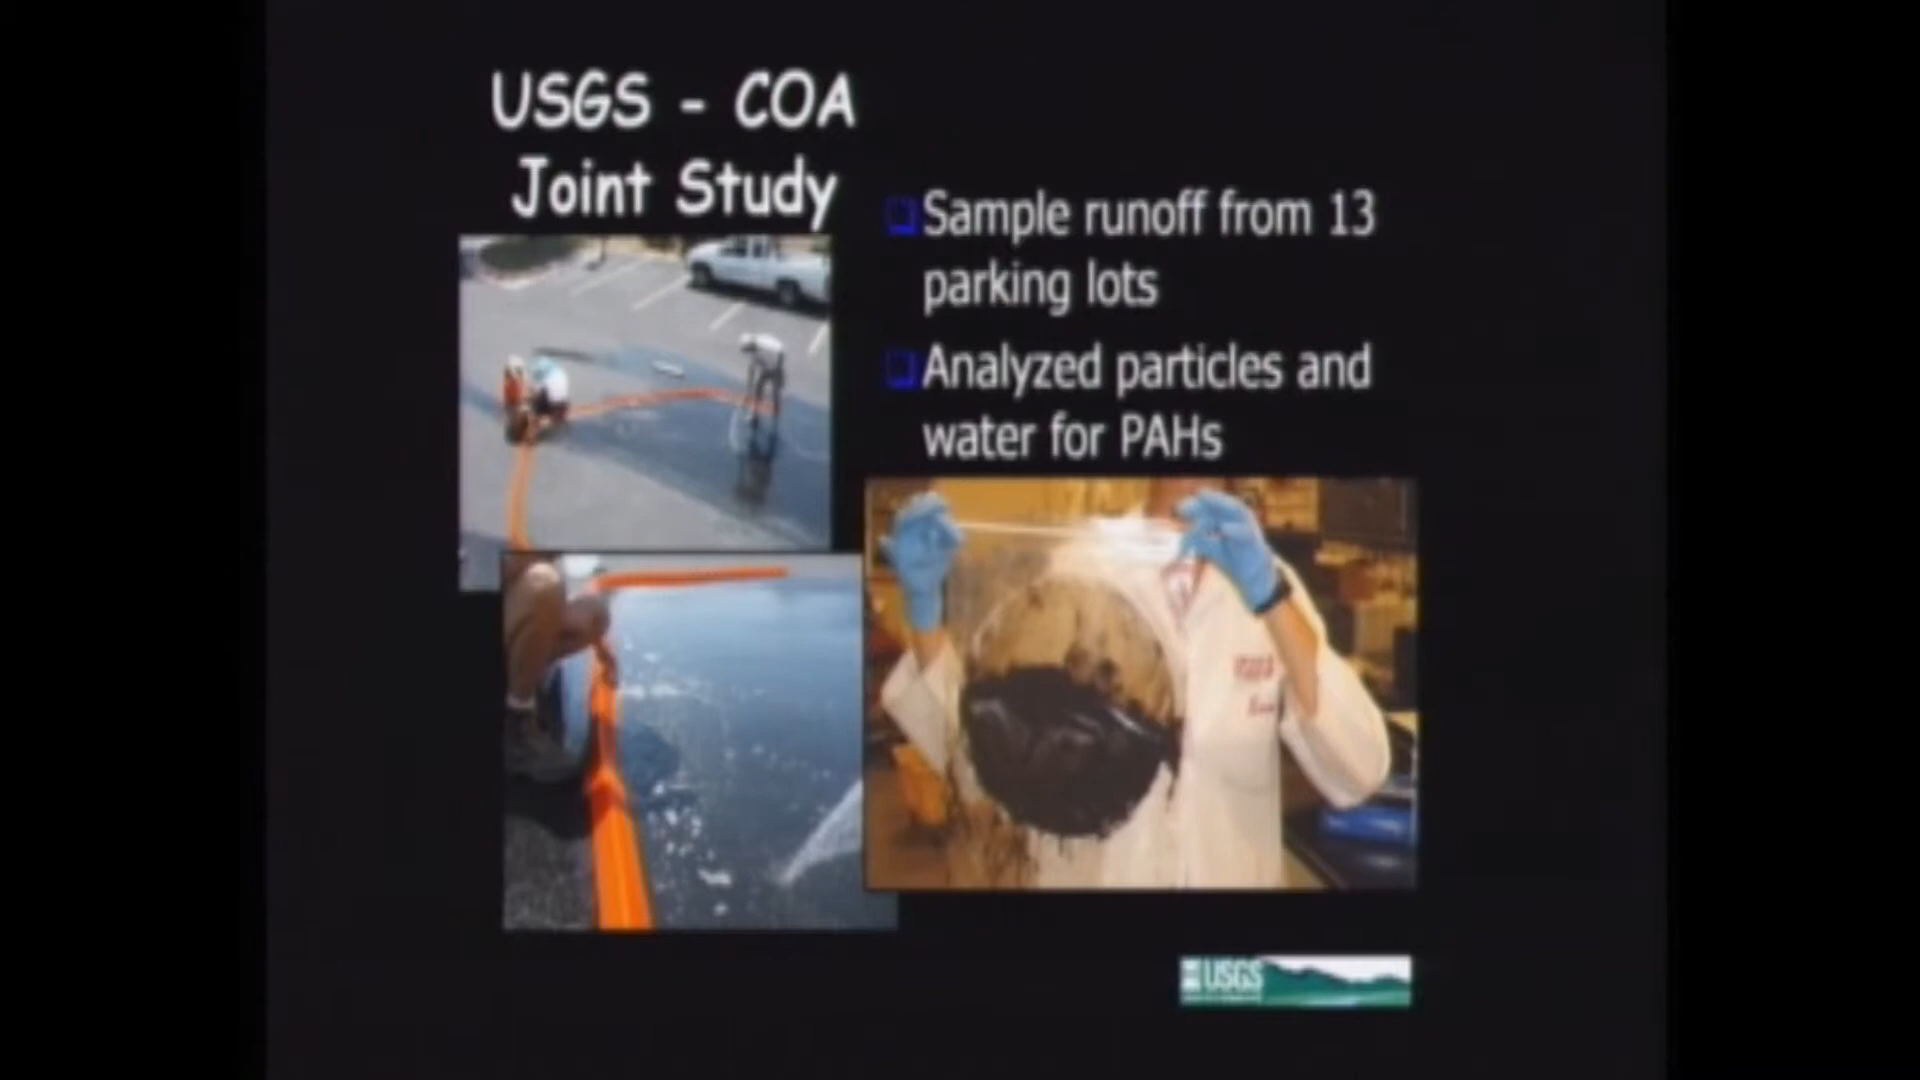 USGS - COA
Joint Study
Sample runoff from 13
parking lots
Analyzed particles and
water for PAHs
USGS